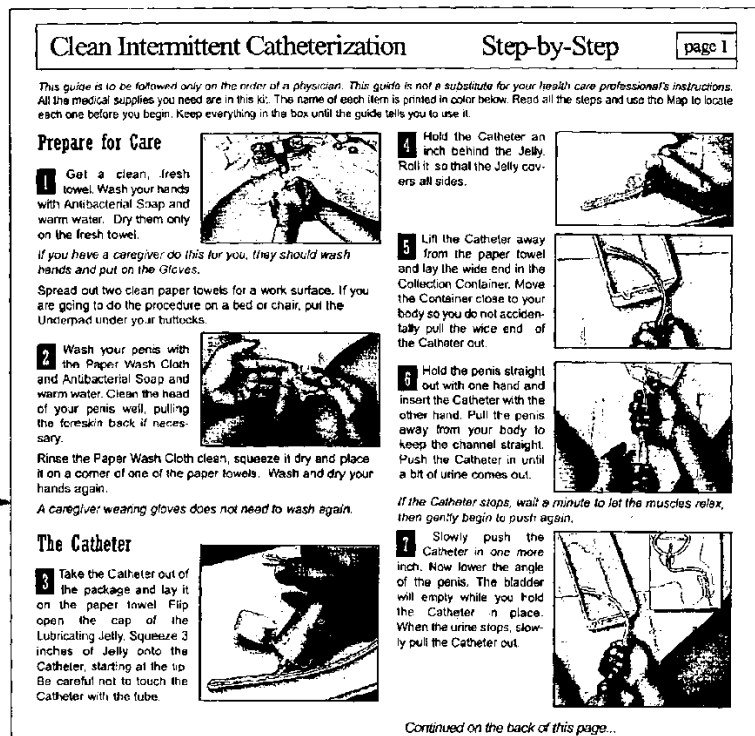 Clean Intermittent Catheterization Step-by-Step page 1
This guide is to be followed only on the order of a physician. This guide is not a substitute for your health care professional's instructions.
All the medical supplies you need are in this kit. The name of each item is printed in color below. Read all the steps and use the Map to locate
each one before you begin. Keep everything in the box until the guide tells you to use it.
Prepare for Care
1 Get a clean, fresh
towel. Wash your hands
with Antibacterial Soap and
warm water. Dry them only
on the fresh towel.
If you have a caregiver do this for you, they should wash
hands and put on the Gloves.
Spread out two clean paper towels for a work surface. If you
are going to do the procedure on a bed or chair, put the
Underpad under your buttocks.
2 Wash your penis with
the Paper Wash Cloth
and Antibacterial Soap and
warm water. Clean the head
of your penis well, pulling
the foreskin back if neces-
sary.
Rinse the Paper Wash Cloth clean, squeeze it dry and place
it on a corner of one of the paper towels. Wash and dry your
hands again.
A caregiver wearing gloves does not need to wash again.
The Catheter
3 Take the Catheter out of
the package and lay it
on the paper towel Flip
open the cap of the
Lubricating Jelly. Squeeze 3
inches of Jelly onto the
Catheter, starting at the tip
Be careful not to touch the
Catheter with the tube.
4 Hold the Catheter an
inch behind the Jelly.
Roll it so that the Jelly cov-
ers all sides.
5 Lift the Catheter away
from the paper towel
and lay the wide end in the
Collection Container. Move
the Container close to your
body so you do not acciden-
tally pull the wide end of
the Catheter out.
6 Hold the penis straight
out with one hand and
insert the Catheter with the
other hand. Pull the penis
away from your body to
keep the channel straight.
Push the Catheter in until
a bit of urine comes out.
If the Catheter stops, wait a minute to let the muscles relax,
then gently begin to push again.
7 Slowly push the
Catheter in one more
inch. Now lower the angle
of the penis. The bladder
will empty while you hold
the Catheter in place.
When the urine stops, slow-
ly pull the Catheter out.
Continued on the back of this page...